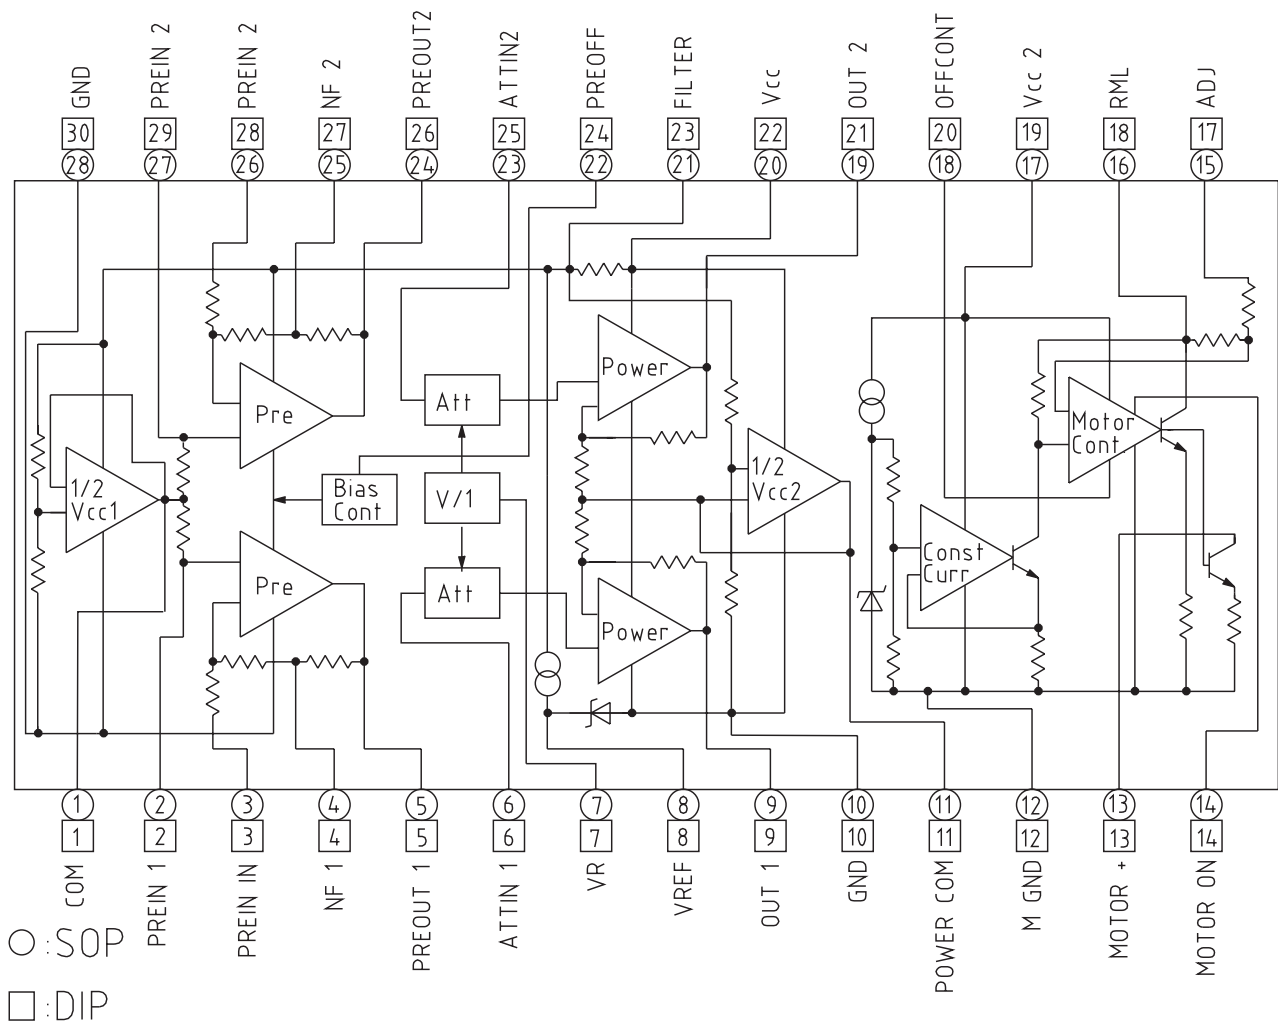 GND PREIN 2 PREIN 2 NF 2 PREOUT2 ATTIN2 PREOFF FILTER Vcc OUT 2 OFFCONT Vcc 2 RML ADJ
30 29 28 27 26 25 24 23 22 21 20 19 18 17
28 27 26 25 24 23 22 21 20 19 18 17 16 15
Power
Pre
Att
Motor
Cont.
1/2
Vcc1
Bias
Cont
V/1
1/2
Vcc2
Const
Curr
Pre
Att
Power
1 2 3 4 5 6 7 8 9 10 11 12 13 14
1 2 3 4 5 6 7 8 9 10 11 12 13 14
COM PREIN 1 PREIN IN NF 1 PREOUT 1 ATTIN 1 VR VREF OUT 1 GND POWER COM M GND MOTOR + MOTOR ON
:SOP
:DIP